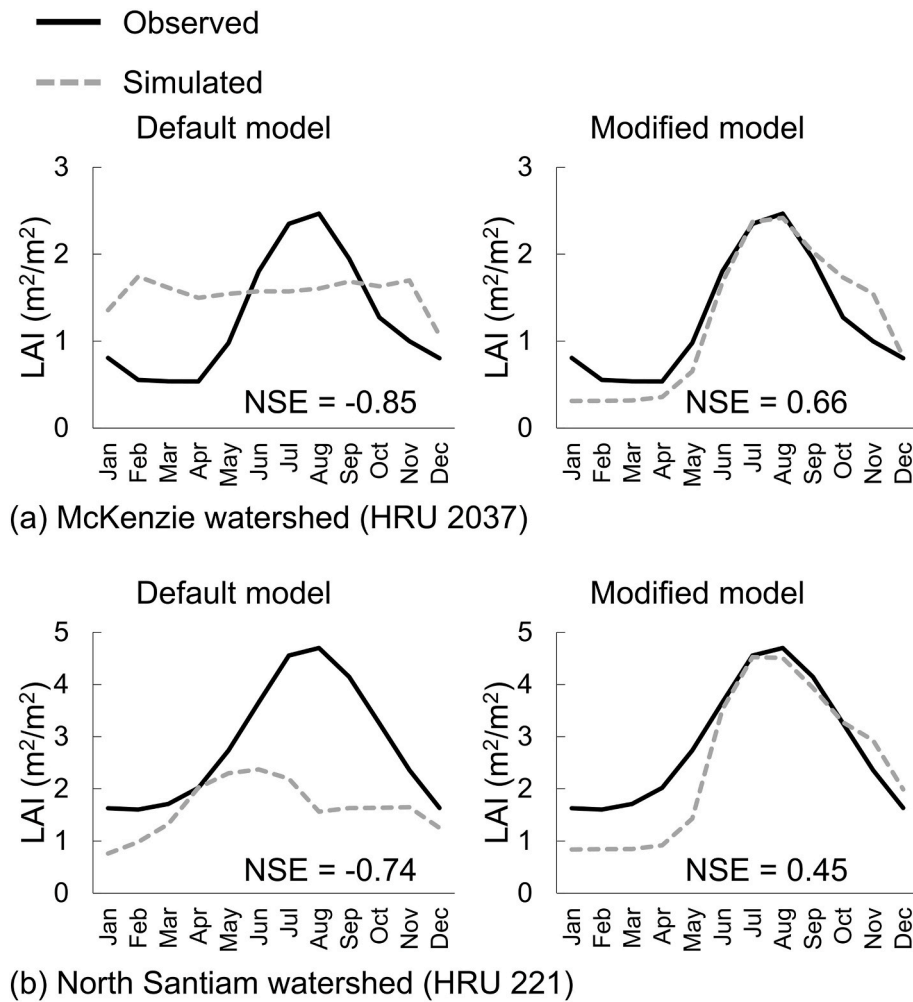 Observed
Simulated
Default model
Modified model
3
2
1
0
LAI (m²/m²)
NSE = -0.85
Jan Feb Mar Apr May Jun Jul Aug Sep Oct Nov Dec
3
2
1
0
LAI (m²/m²)
NSE = 0.66
Jan Feb Mar Apr May Jun Jul Aug Sep Oct Nov Dec
(a) McKenzie watershed (HRU 2037)
Default model
Modified model
5
4
3
2
1
0
LAI (m²/m²)
NSE = -0.74
Jan Feb Mar Apr May Jun Jul Aug Sep Oct Nov Dec
5
4
3
2
1
0
LAI (m²/m²)
NSE = 0.45
Jan Feb Mar Apr May Jun Jul Aug Sep Oct Nov Dec
(b) North Santiam watershed (HRU 221)